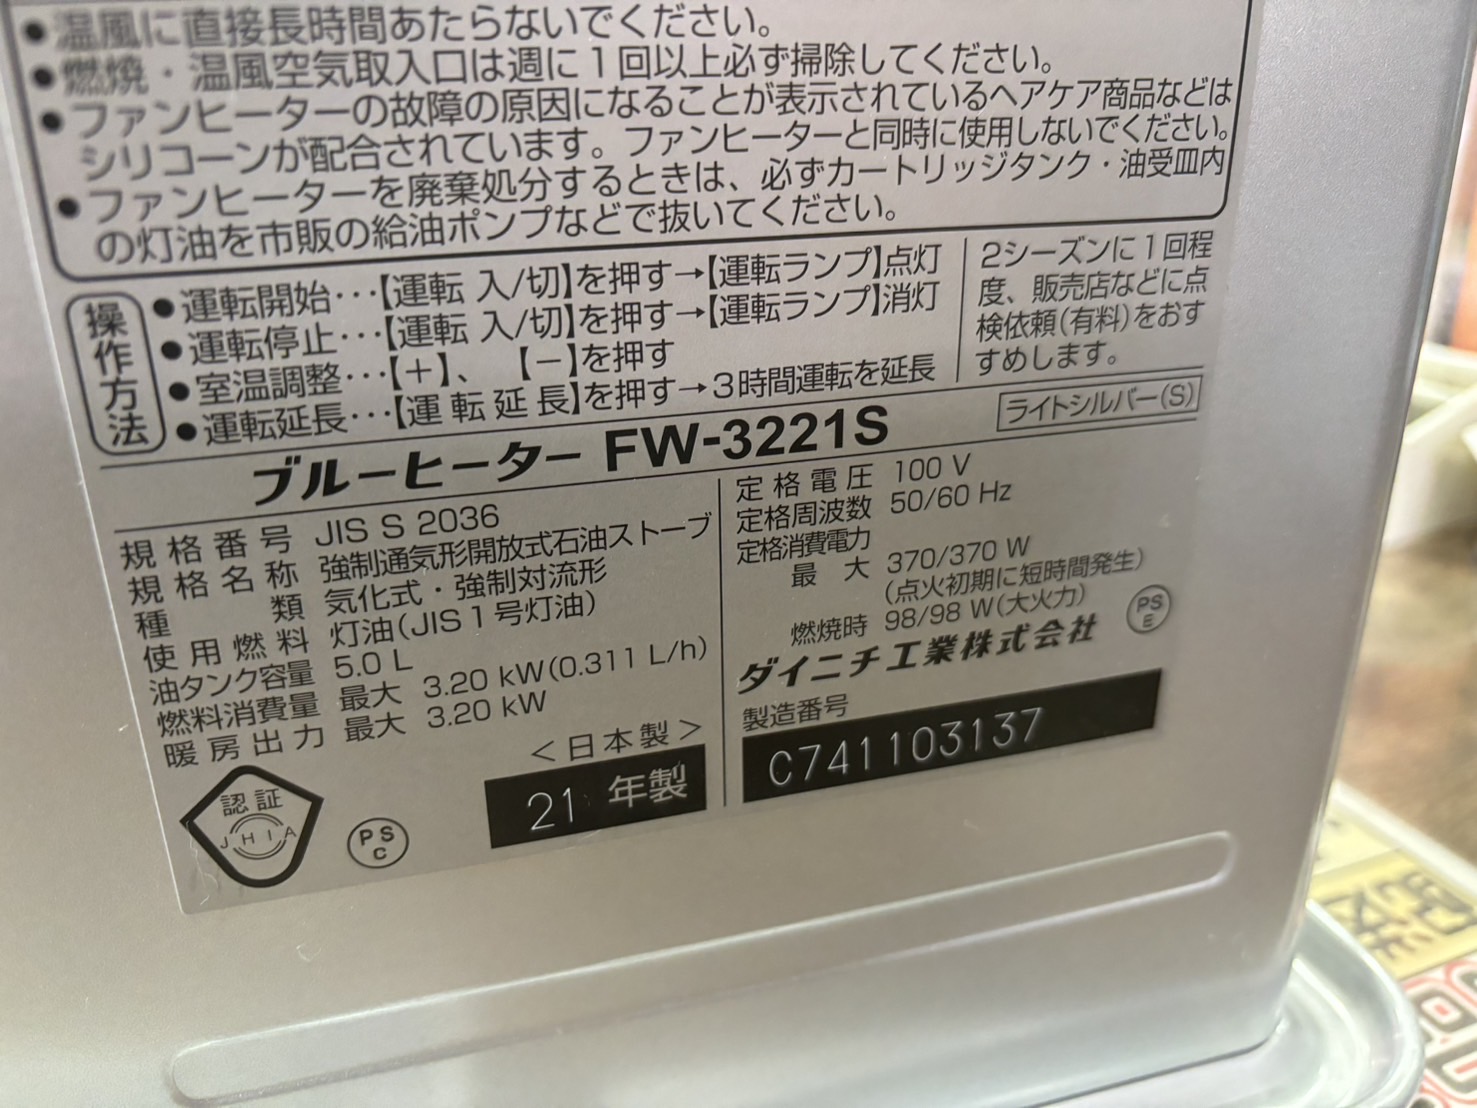 ●温風に直接長時間あたらないでください。
●燃焼・温風空気取入口は週に1回以上必ず掃除してください。
●ファンヒーターの故障の原因になることが表示されているヘアケア商品などは
シリコーンが配合されています。ファンヒーターと同時に使用しないでください。
●ファンヒーターを廃棄処分するときは、必ずカートリッジタンク・油受皿内
の灯油を市販の給油ポンプなどで抜いてください。
操作方法
●運転開始…【運転 入/切】を押す→【運転ランプ】点灯
●運転停止…【運転 入/切】を押す→【運転ランプ】消灯
●室温調整…【+】、【−】を押す
●運転延長…【運転延長】を押す→3時間運転を延長
2シーズンに1回程
度、販売店などに点
検依頼(有料)をおす
すめします。
ブルーヒーター FW-3221S
ライトシルバー(S)
規格番号 JIS S 2036
規格名称 強制通気形開放式石油ストーブ
種類 気化式・強制対流形
使用燃料 灯油(JIS1号灯油)
油タンク容量 5.0 L
燃料消費量 最大 3.20 kW(0.311 L/h)
暖房出力 最大 3.20 kW
<日本製>
認証
JHIA
PS
C
21 年製
定格電圧 100 V
定格周波数 50/60 Hz
定格消費電力
最大 370/370 W
(点火初期に短時間発生)
燃焼時 98/98 W(大火力)
PS
E
ダイニチ工業株式会社
製造番号
C741103137